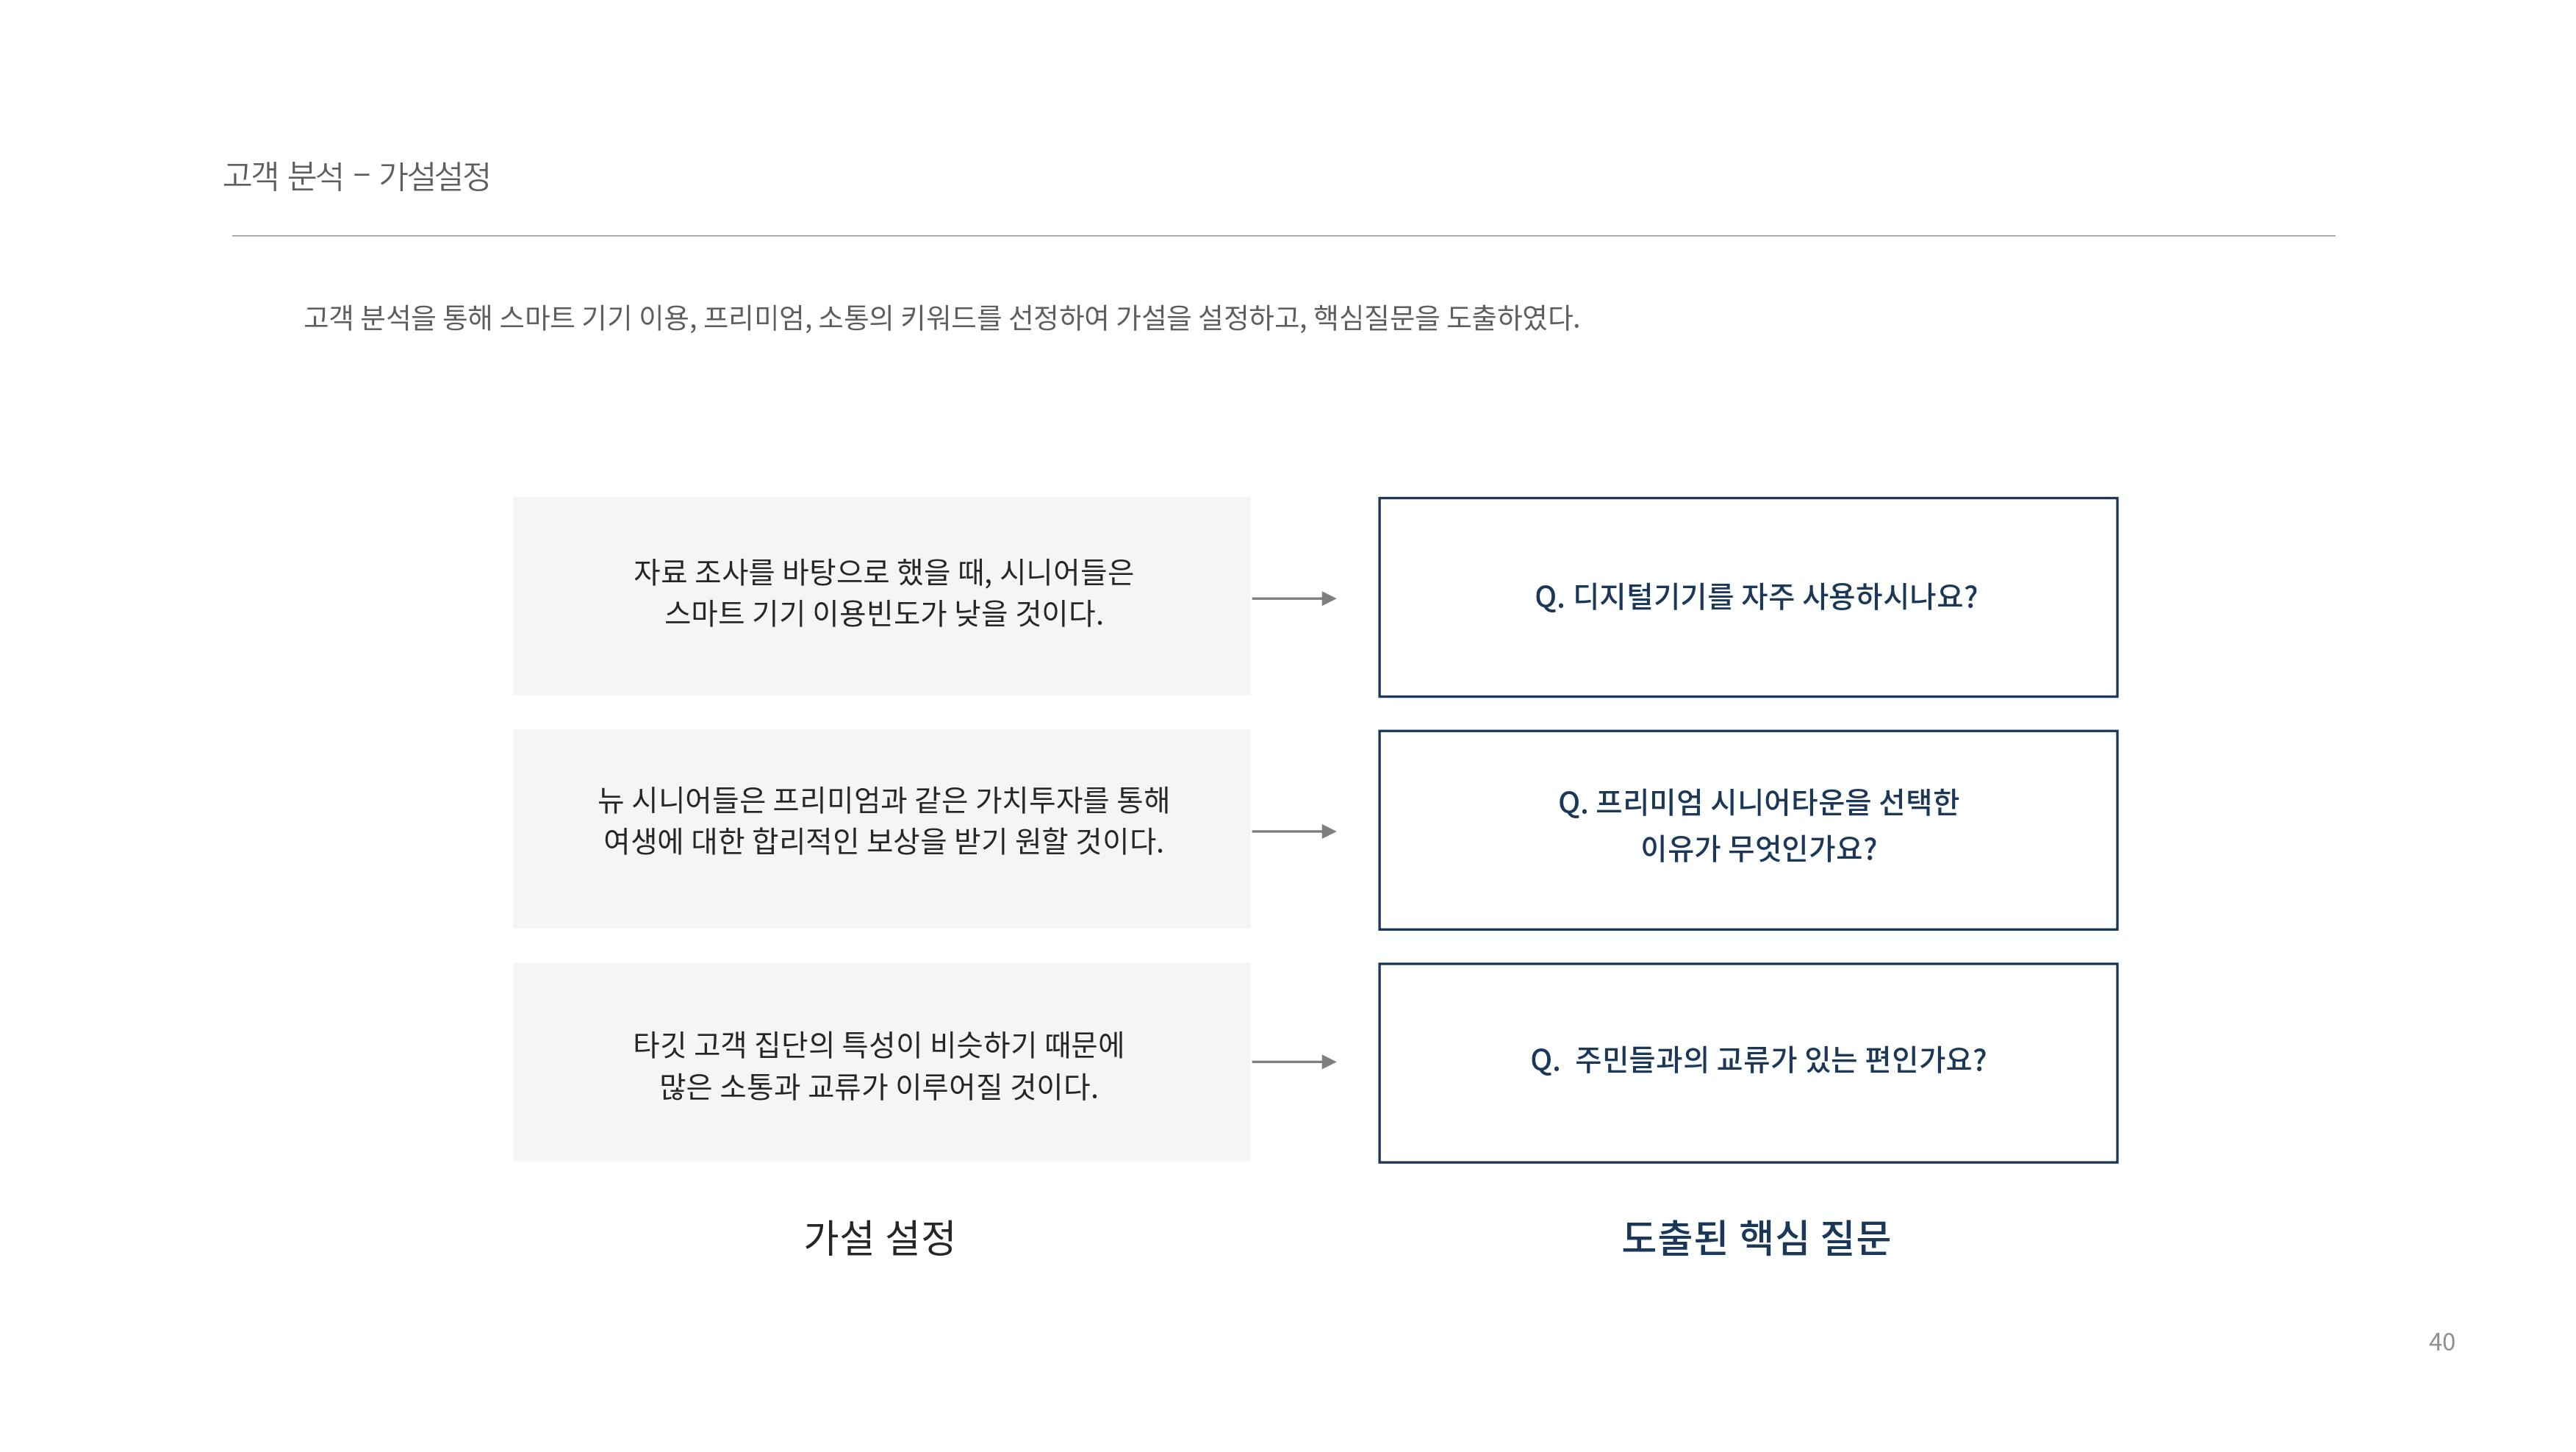 고객 분석 – 가설설정
고객 분석을 통해 스마트 기기 이용, 프리미엄, 소통의 키워드를 선정하여 가설을 설정하고, 핵심질문을 도출하였다.
자료 조사를 바탕으로 했을 때, 시니어들은
스마트 기기 이용빈도가 낮을 것이다.
Q. 디지털기기를 자주 사용하시나요?
뉴 시니어들은 프리미엄과 같은 가치투자를 통해
여생에 대한 합리적인 보상을 받기 원할 것이다.
Q. 프리미엄 시니어타운을 선택한
이유가 무엇인가요?
타깃 고객 집단의 특성이 비슷하기 때문에
많은 소통과 교류가 이루어질 것이다.
Q. 주민들과의 교류가 있는 편인가요?
가설 설정
도출된 핵심 질문
40